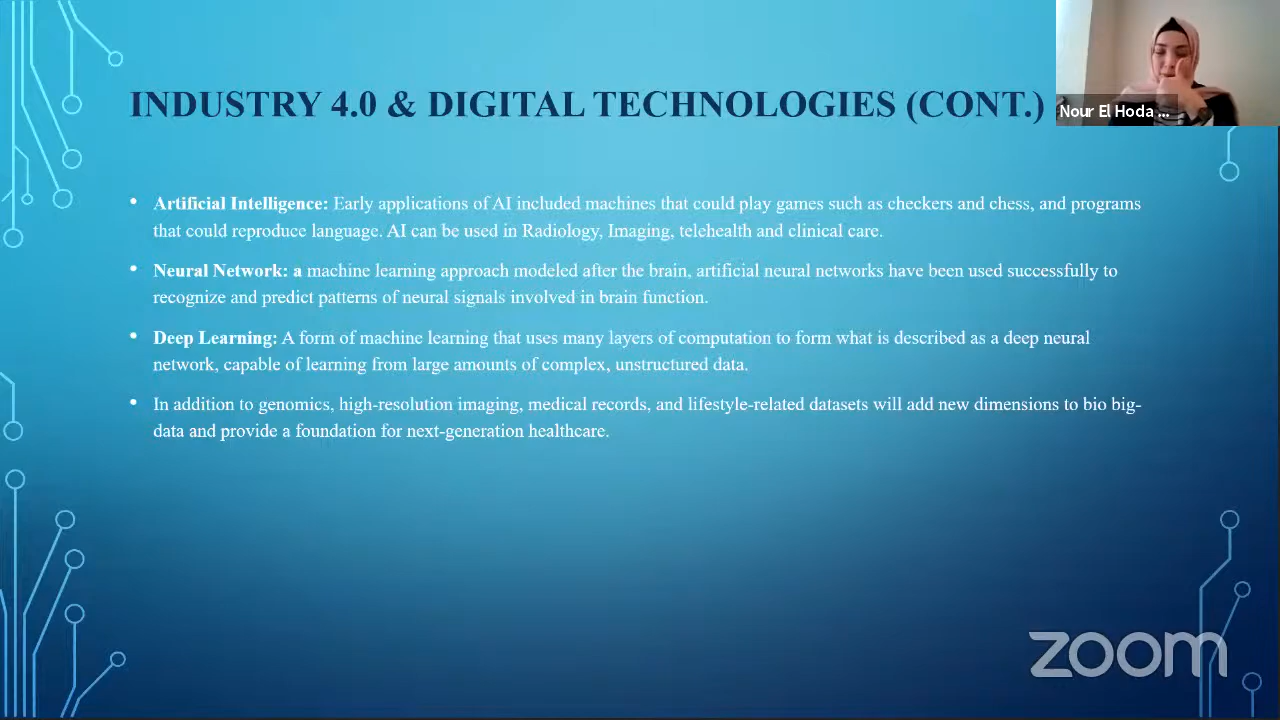 INDUSTRY 4.0 & DIGITAL TECHNOLOGIES (CONT.)
Nour El Hoda ...
• Artificial Intelligence: Early applications of AI included machines that could play games such as checkers and chess, and programs
that could reproduce language. AI can be used in Radiology, Imaging, telehealth and clinical care.
• Neural Network: a machine learning approach modeled after the brain, artificial neural networks have been used successfully to
recognize and predict patterns of neural signals involved in brain function.
• Deep Learning: A form of machine learning that uses many layers of computation to form what is described as a deep neural
network, capable of learning from large amounts of complex, unstructured data.
• In addition to genomics, high-resolution imaging, medical records, and lifestyle-related datasets will add new dimensions to bio big-
data and provide a foundation for next-generation healthcare.
zoom